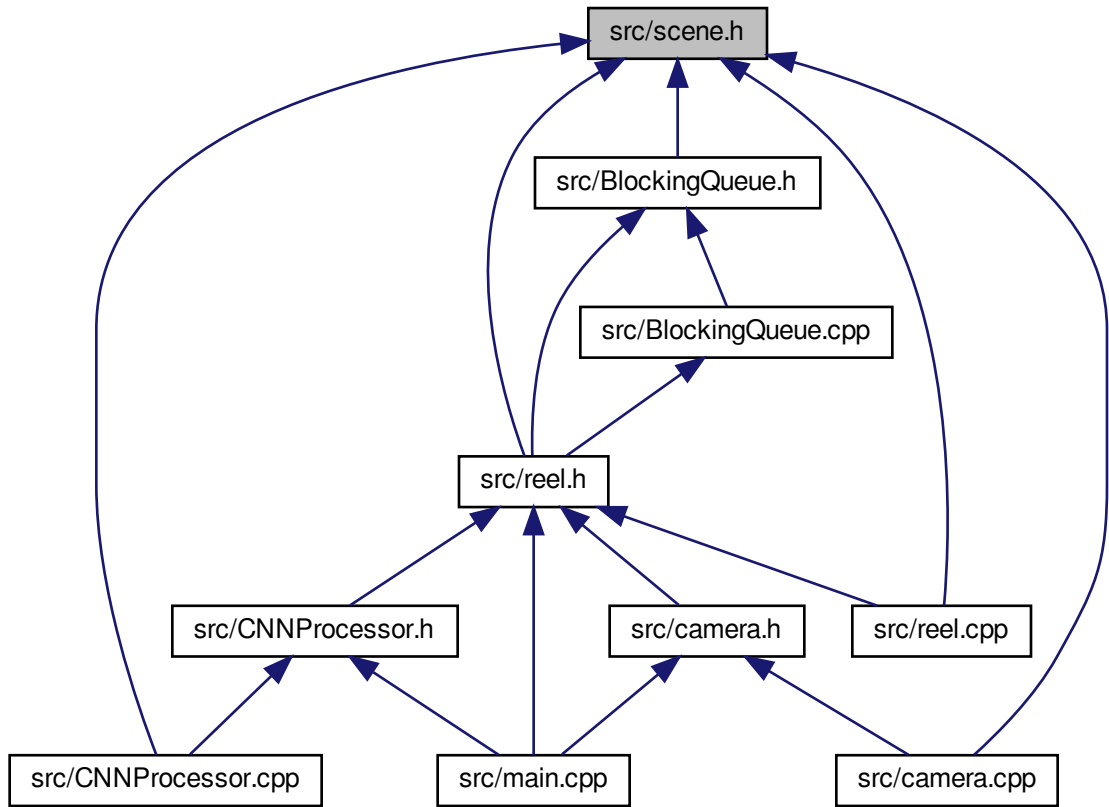 src/scene.h
src/BlockingQueue.h
src/BlockingQueue.cpp
src/reel.h
src/CNNProcessor.h
src/camera.h
src/reel.cpp
src/CNNProcessor.cpp
src/main.cpp
src/camera.cpp